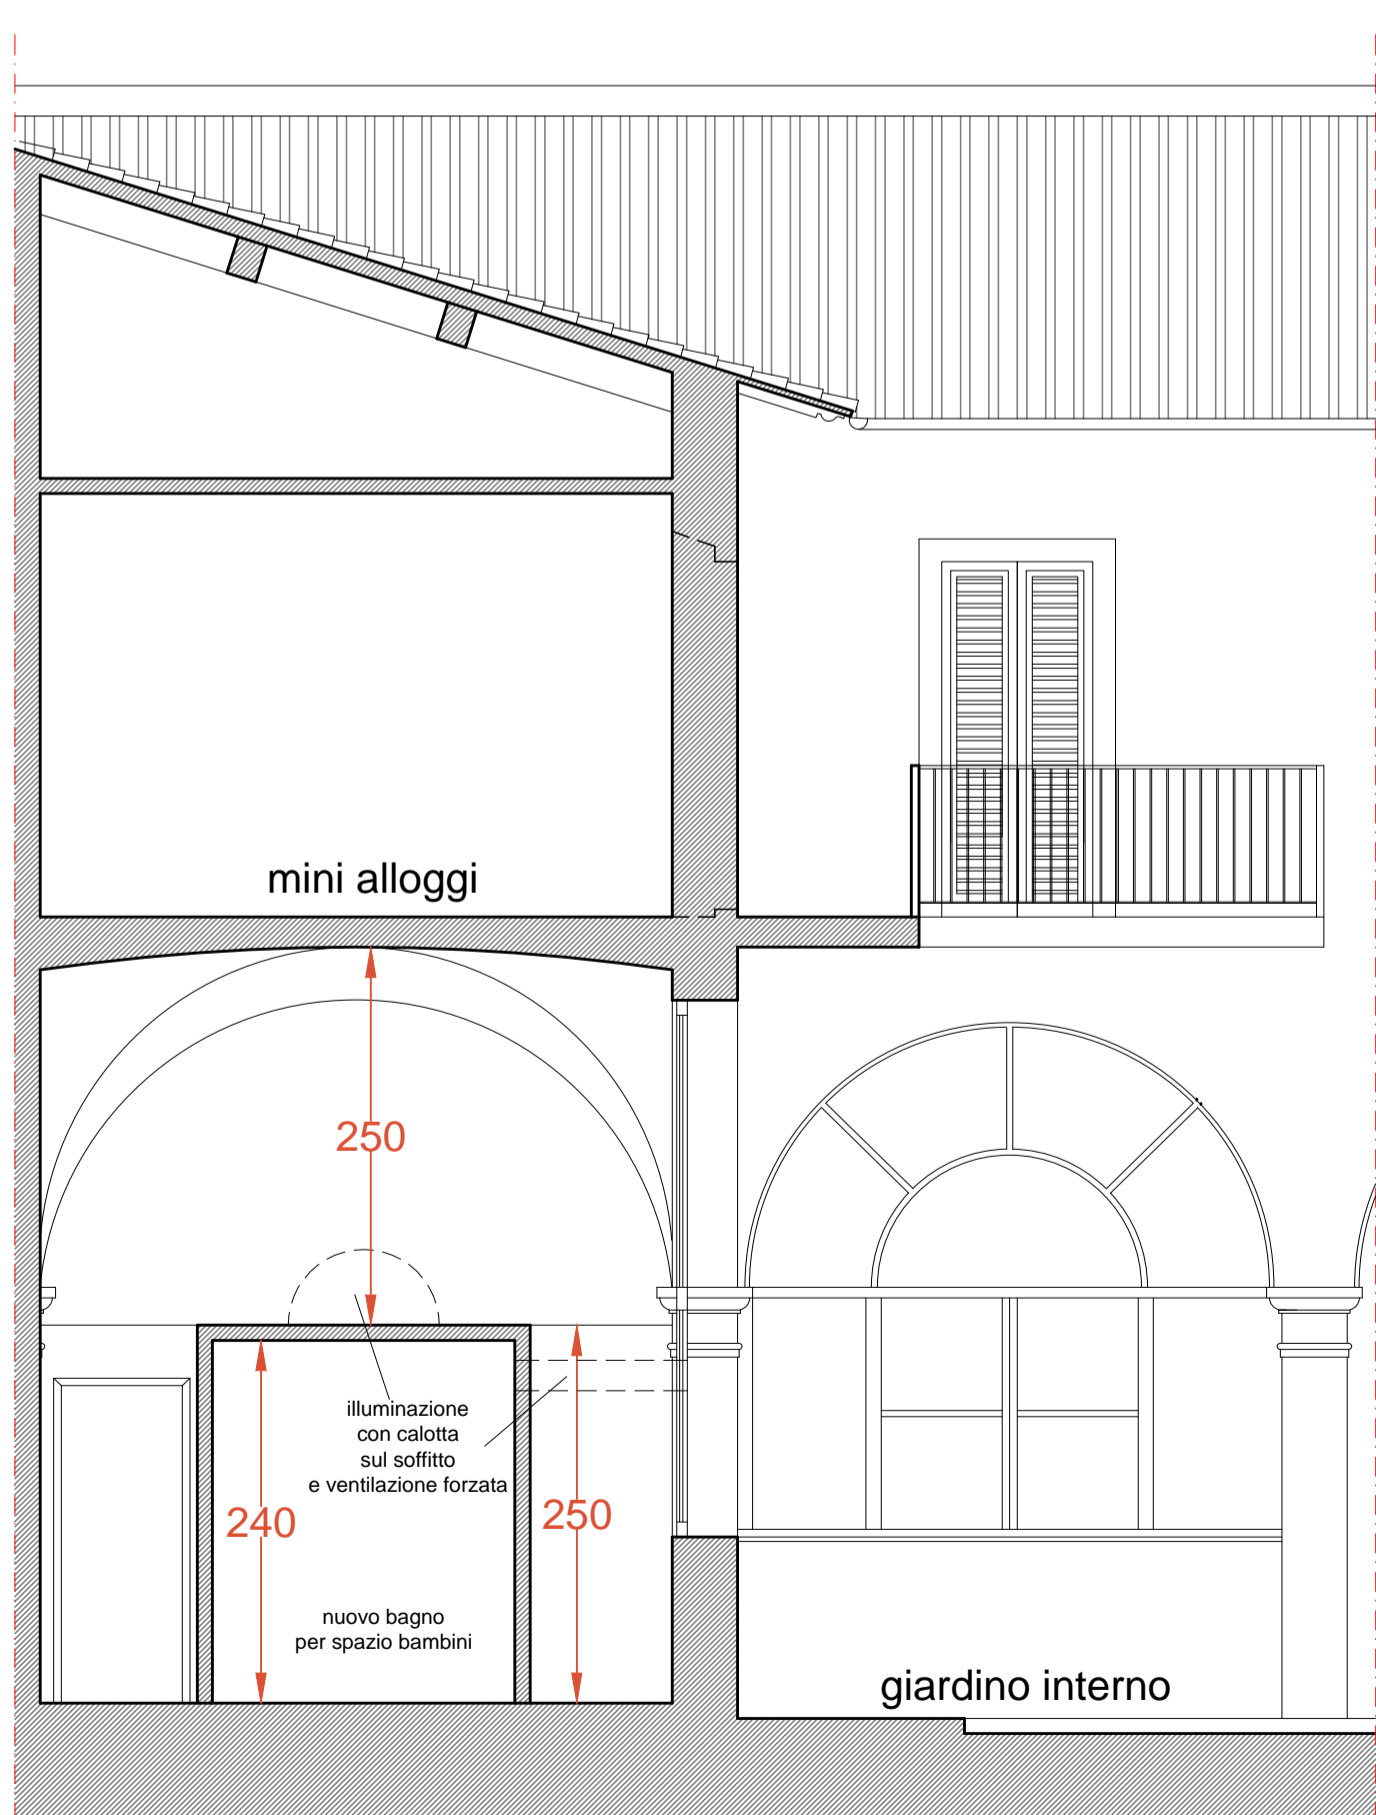 mini alloggi
250
illuminazione
con calotta
sul soffitto
e ventilazione forzata
240
250
nuovo bagno
per spazio bambini
giardino interno